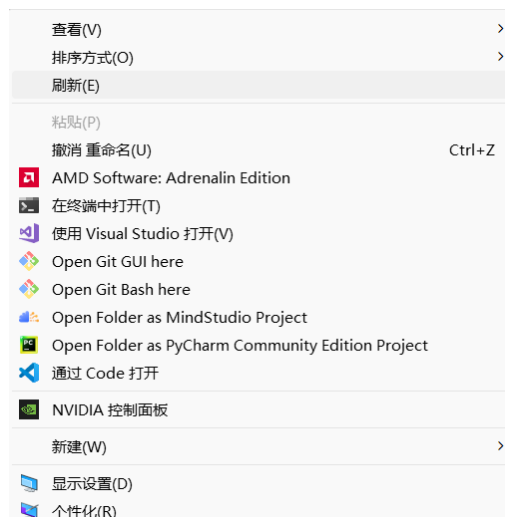 查看(V)
排序方式(O)
刷新(E)
粘贴(P)
撤消 重命名(U) Ctrl+Z
AMD Software: Adrenalin Edition
在终端中打开(T)
使用 Visual Studio 打开(V)
Open Git GUI here
Open Git Bash here
Open Folder as MindStudio Project
Open Folder as PyCharm Community Edition Project
通过 Code 打开
NVIDIA 控制面板
新建(W)
显示设置(D)
个性化(R)